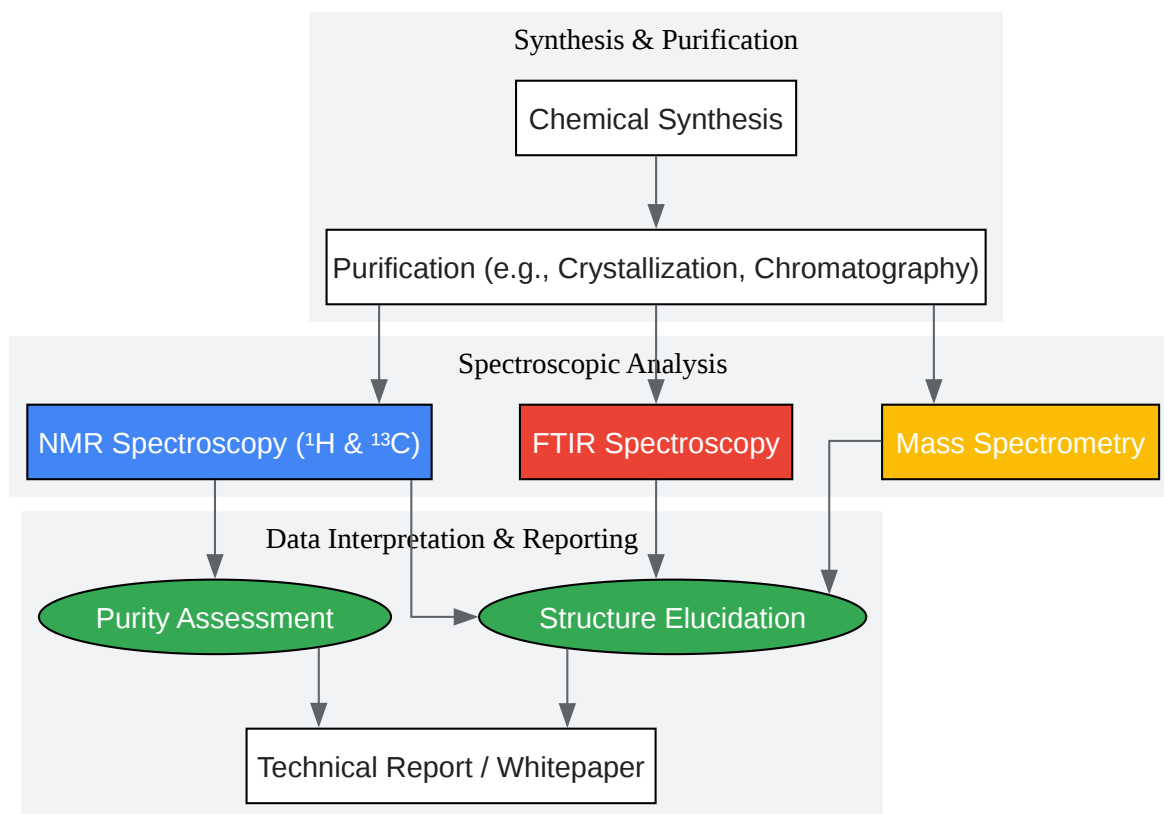 Synthesis & Purification
Chemical Synthesis
Purification (e.g., Crystallization, Chromatography)
Spectroscopic Analysis
NMR Spectroscopy (¹H & ¹³C)
FTIR Spectroscopy
Mass Spectrometry
Data Interpretation & Reporting
Purity Assessment
Structure Elucidation
Technical Report / Whitepaper